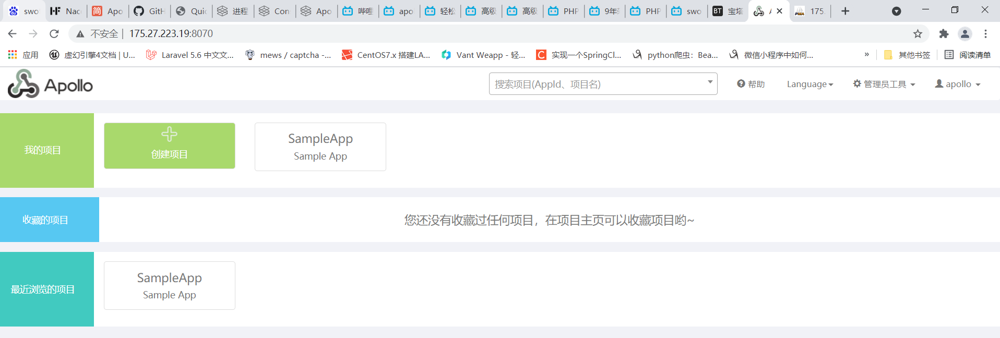 swo
Nac
简 Apo
GitH
Quic
进程
Con
Apo
哔哩
apo
轻松
高级
高级
PHP
9年
PHP
swo
BT 宝塔
PMA 175.
不安全 | 175.27.223.19:8070
应用
虚幻引擎4文档 | U...
Laravel 5.6 中文文...
mews / captcha -...
CentOS7.x 搭建LA...
Vant Weapp - 轻...
C 实现一个SpringCl...
python爬虫：Bea...
微信小程序中如何...
»
其他书签
阅读清单
Apollo
搜索项目(AppId、项目名)
帮助
Language
管理员工具
apollo
我的项目
创建项目
SampleApp
Sample App
收藏的项目
您还没有收藏过任何项目，在项目主页可以收藏项目哟~
最近浏览的项目
SampleApp
Sample App